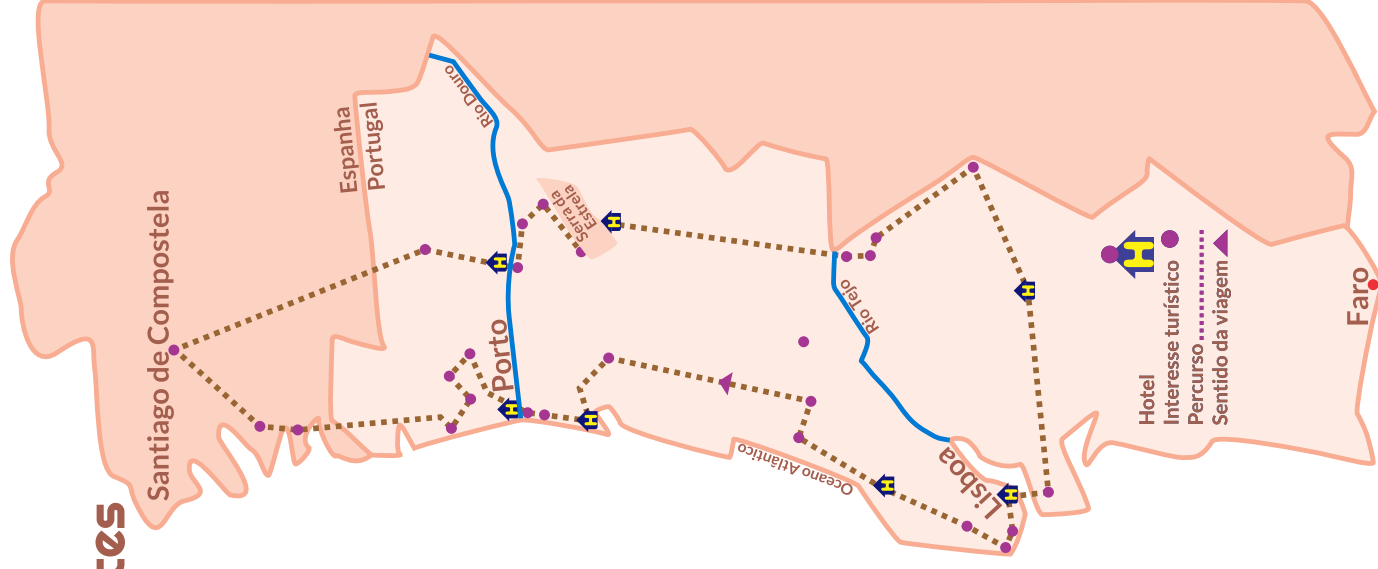 ces
Santiago de Compostela
Espanha
Portugal
Rio Douro
Porto
Serra da
Estrela
Oceano Atlântico
Rio Tejo
Lisboa
H
H
H
H
H
H
H
H
Hotel
Interesse turístico
Percurso
Sentido da viagem
Faro